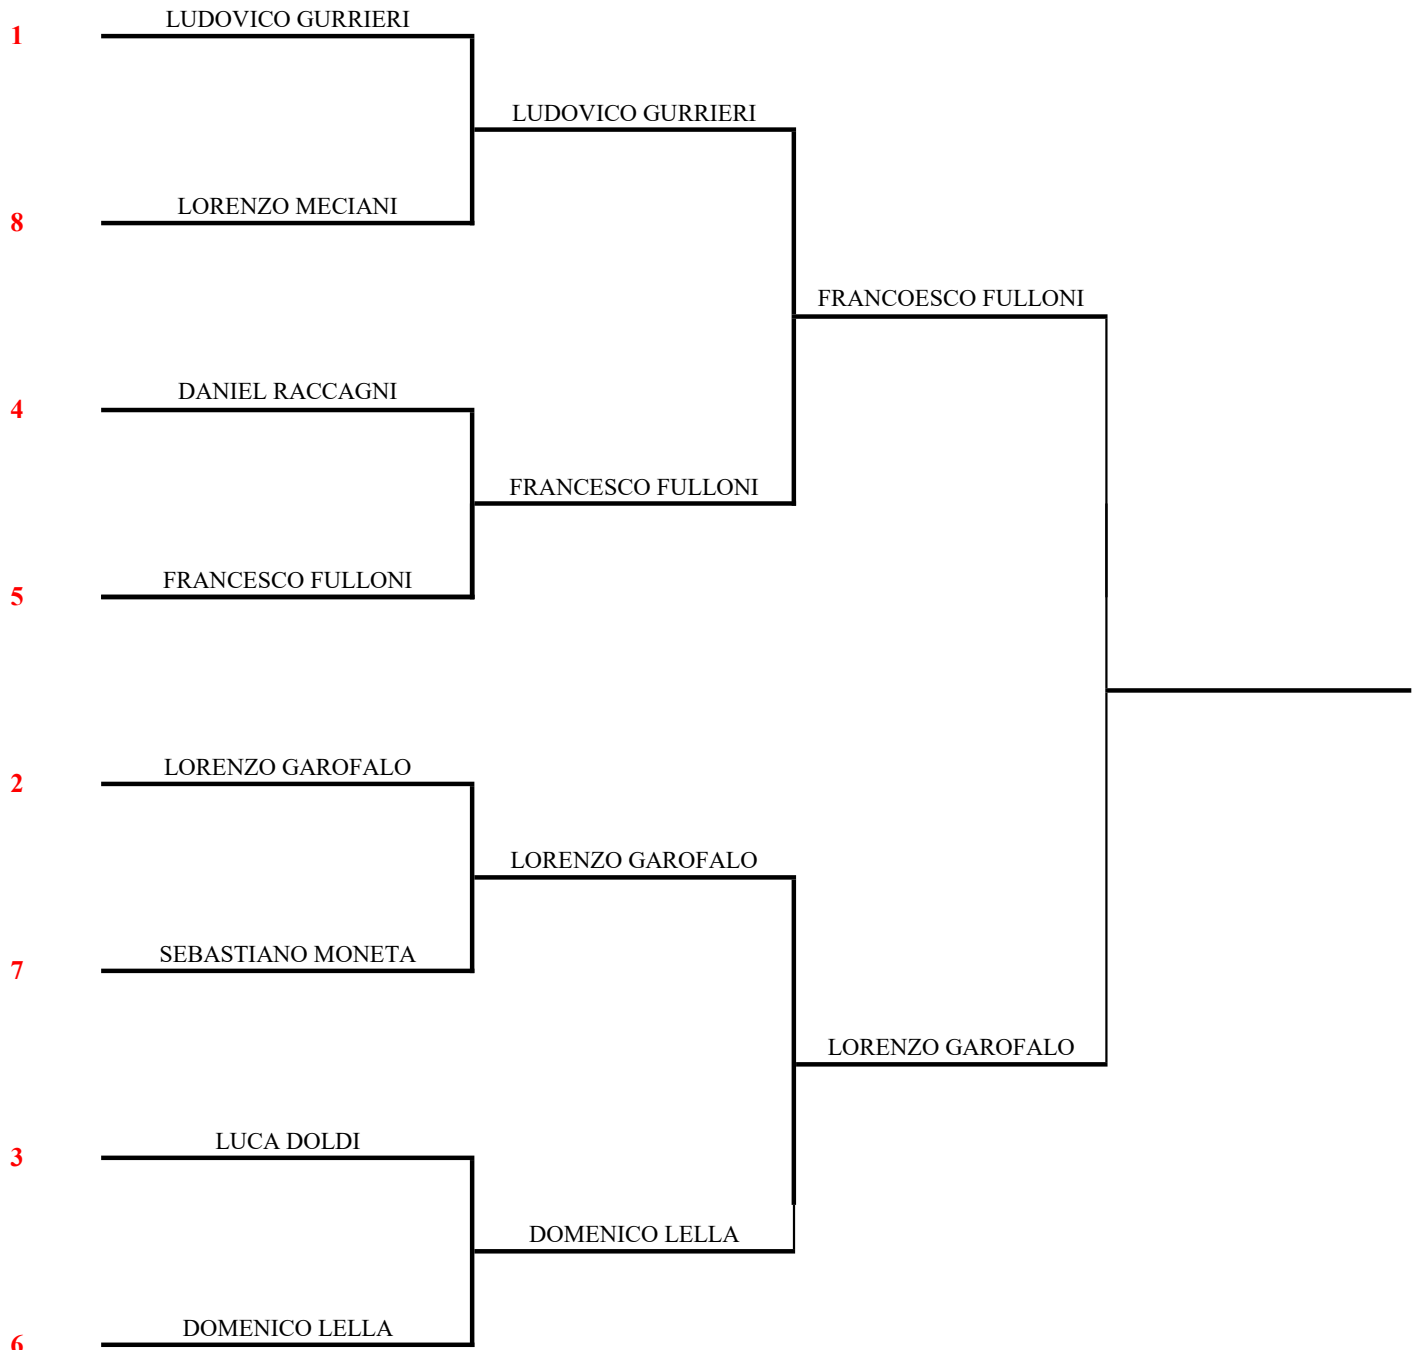 1 LUDOVICO GURRIERI
LUDOVICO GURRIERI
8 LORENZO MECIANI
FRANCOESCO FULLONI
4 DANIEL RACCAGNI
FRANCESCO FULLONI
5 FRANCESCO FULLONI
2 LORENZO GAROFALO
LORENZO GAROFALO
7 SEBASTIANO MONETA
LORENZO GAROFALO
3 LUCA DOLDI
DOMENICO LELLA
6 DOMENICO LELLA